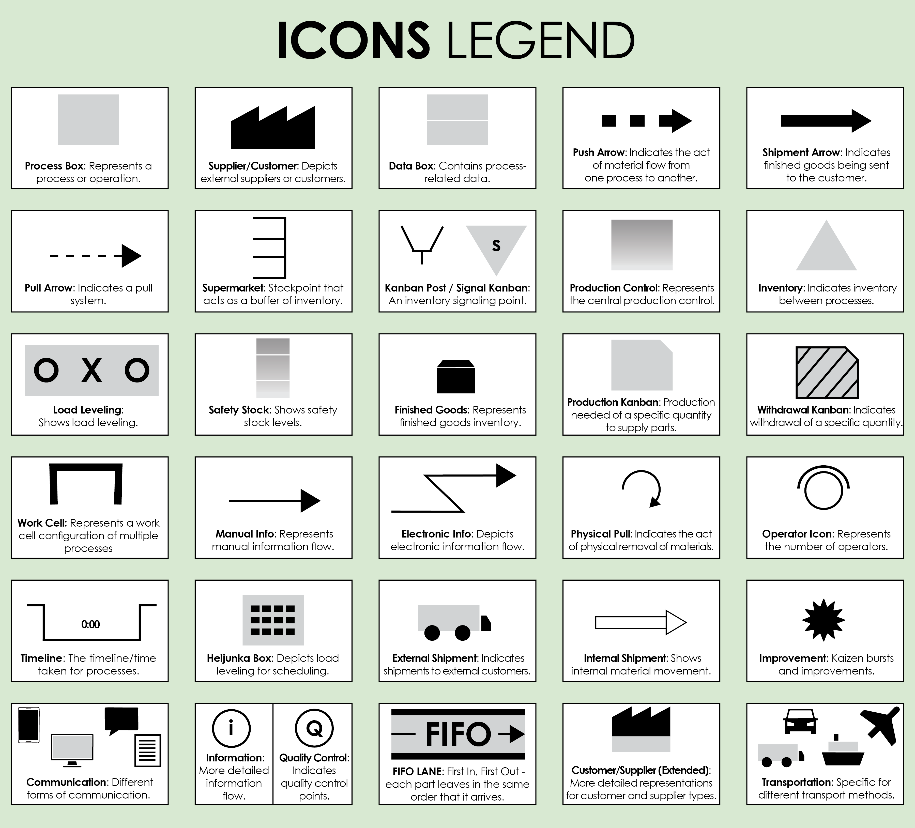 ICONS LEGEND
Process Box: Represents a
process or operation.
Supplier/Customer: Depicts
external suppliers or customers.
Data Box: Contains process-
related data.
Push Arrow: Indicates the act
of material flow from
one process to another.
Shipment Arrow: Indicates
finished goods being sent
to the customer.
Pull Arrow: Indicates a pull
system.
Supermarket: Stockpoint that
acts as a buffer of inventory.
S
Kanban Post / Signal Kanban:
An inventory signaling point.
Production Control: Represents
the central production control.
Inventory: Indicates inventory
between processes.
O X O
Load Leveling:
Shows load leveling.
Safety Stock: Shows safety
stock levels.
Finished Goods: Represents
finished goods inventory.
Production Kanban: Production
needed of a specific quantity
to supply parts.
Withdrawal Kanban: Indicates
withdrawal of a specific quantity.
Work Cell: Represents a work
cell configuration of multiple
processes
Manual Info: Represents
manual information flow.
Electronic Info: Depicts
electronic information flow.
Physical Pull: Indicates the act
of physical removal of materials.
Operator Icon: Represents
the number of operators.
0:00
Timeline: The timeline/time
taken for processes.
Heijunka Box: Depicts load
leveling for scheduling.
External Shipment: Indicates
shipments to external customers.
Internal Shipment: Shows
internal material movement.
Improvement: Kaizen bursts
and improvements.
Communication: Different
forms of communication.
i
Information:
More detailed
information
flow.
Q
Quality Control:
Indicates
quality control
points.
FIFO
FIFO LANE: First In, First Out -
each part leaves in the same
order that it arrives.
Customer/Supplier (Extended):
More detailed representations
for customer and supplier types.
Transportation: Specific for
different transport methods.